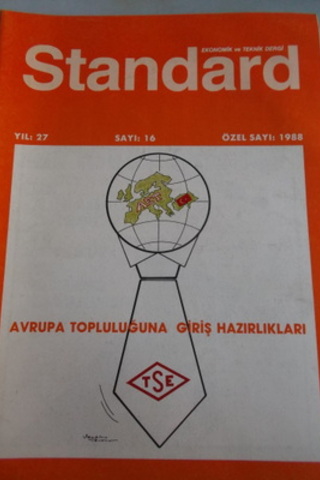 EKONOMİK ve TEKNİK DERGİ
Standard
YIL: 27 SAYI: 16 ÖZEL SAYI: 1988
AVRUPA TOPLULUĞUNA GİRİŞ HAZIRLIKLARI
TSE